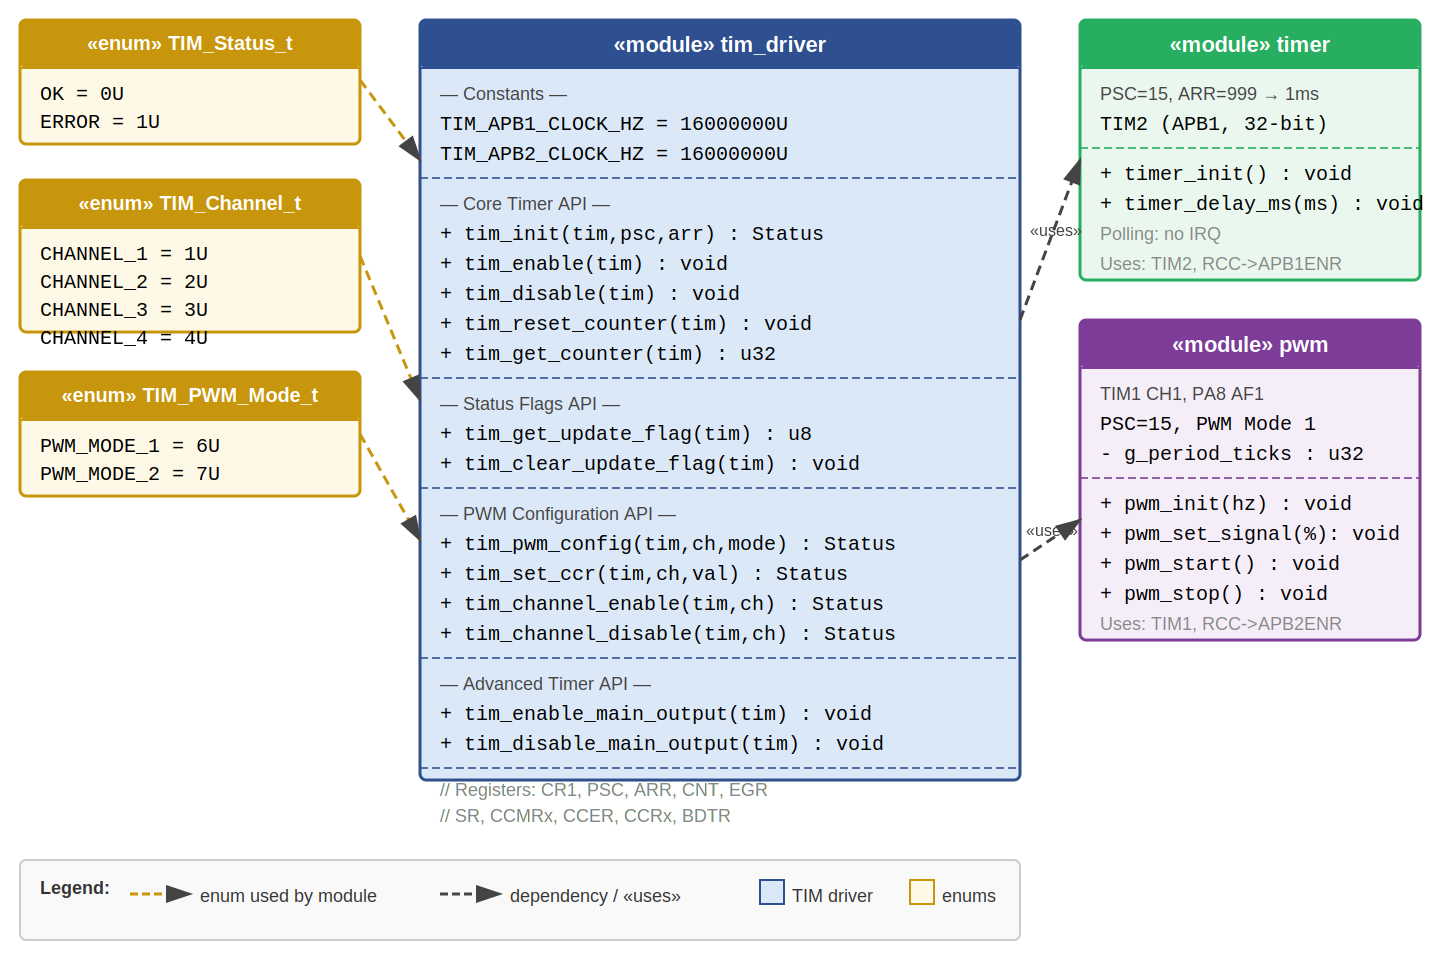 «enum» TIM_Status_t
OK = 0U
ERROR = 1U
«enum» TIM_Channel_t
CHANNEL_1 = 1U
CHANNEL_2 = 2U
CHANNEL_3 = 3U
CHANNEL_4 = 4U
«enum» TIM_PWM_Mode_t
PWM_MODE_1 = 6U
PWM_MODE_2 = 7U
«module» tim_driver
— Constants —
TIM_APB1_CLOCK_HZ = 16000000U
TIM_APB2_CLOCK_HZ = 16000000U
— Core Timer API —
+ tim_init(tim,psc,arr) : Status
+ tim_enable(tim) : void
+ tim_disable(tim) : void
+ tim_reset_counter(tim) : void
+ tim_get_counter(tim) : u32
— Status Flags API —
+ tim_get_update_flag(tim) : u8
+ tim_clear_update_flag(tim) : void
— PWM Configuration API —
+ tim_pwm_config(tim,ch,mode) : Status
+ tim_set_ccr(tim,ch,val) : Status
+ tim_channel_enable(tim,ch) : Status
+ tim_channel_disable(tim,ch) : Status
— Advanced Timer API —
+ tim_enable_main_output(tim) : void
+ tim_disable_main_output(tim) : void
// Registers: CR1, PSC, ARR, CNT, EGR
// SR, CCMRx, CCER, CCRx, BDTR
«uses»
«uses»
«module» timer
PSC=15, ARR=999 → 1ms
TIM2 (APB1, 32-bit)
+ timer_init() : void
+ timer_delay_ms(ms) : void
Polling: no IRQ
Uses: TIM2, RCC->APB1ENR
«module» pwm
TIM1 CH1, PA8 AF1
PSC=15, PWM Mode 1
- g_period_ticks : u32
+ pwm_init(hz) : void
+ pwm_set_signal(%): void
+ pwm_start() : void
+ pwm_stop() : void
Uses: TIM1, RCC->APB2ENR
Legend:
enum used by module
dependency / «uses»
TIM driver
enums